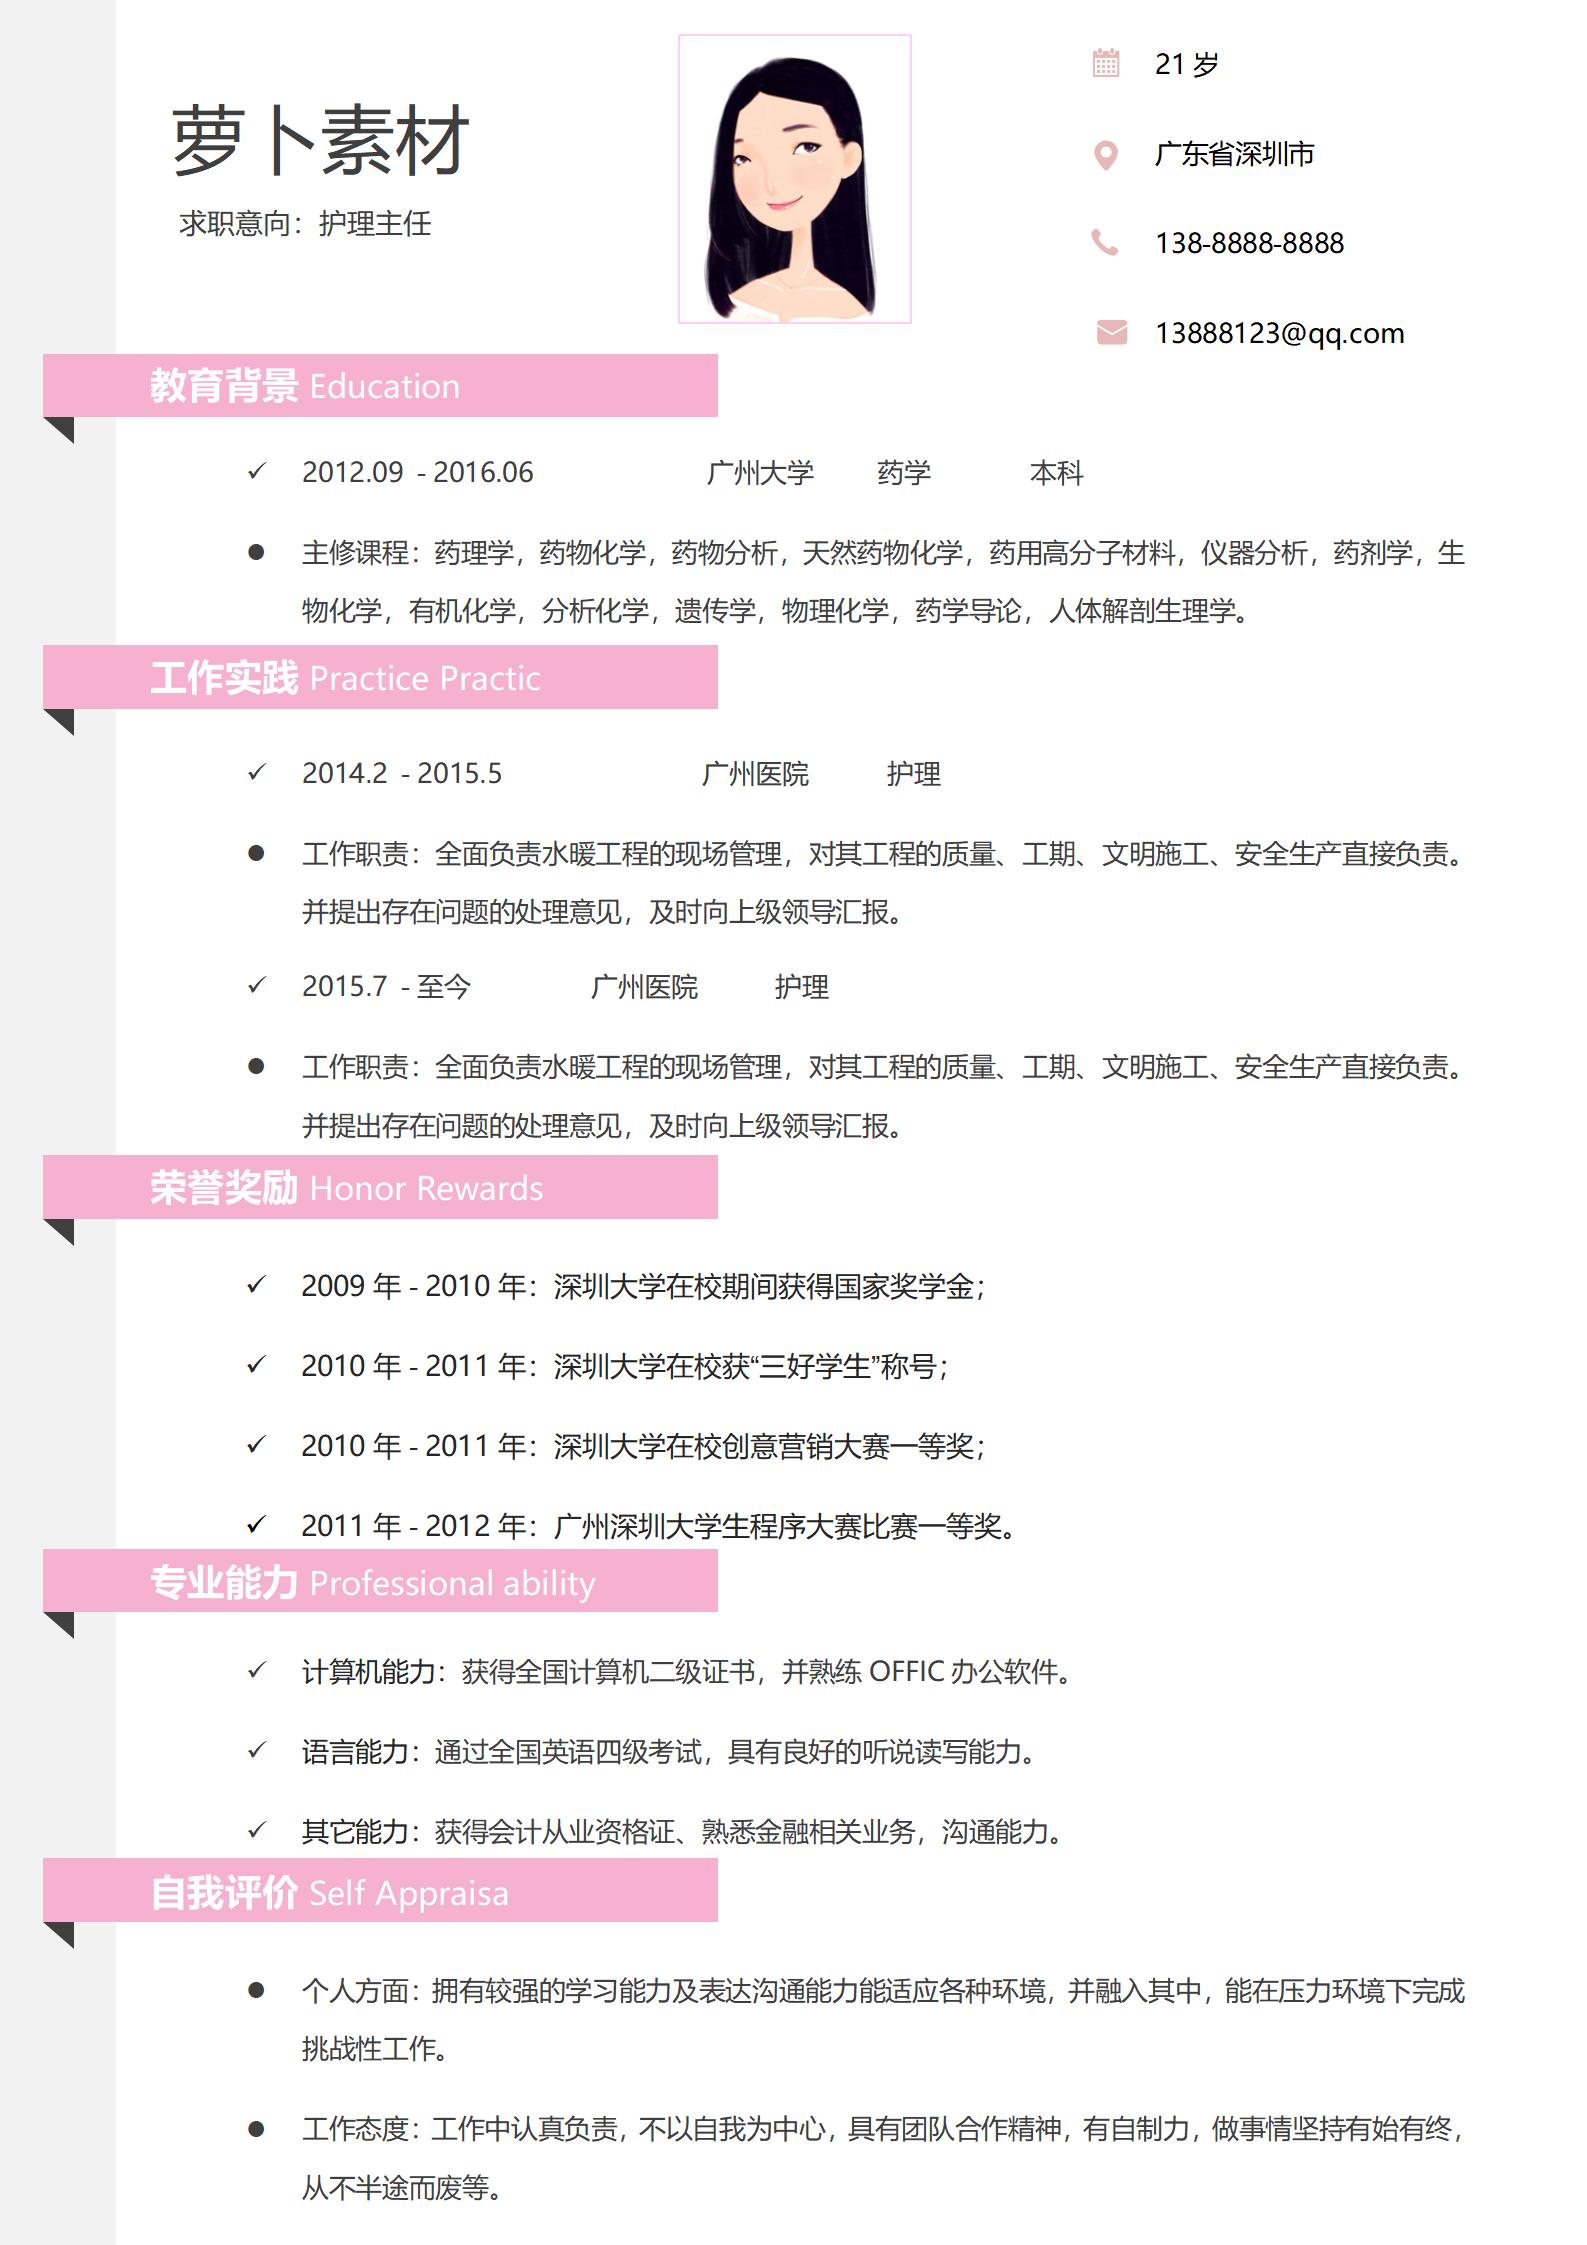 萝卜素材
求职意向：护理主任
21 岁
广东省深圳市
138-8888-8888
13888123@qq.com
教育背景 Education
2012.09 - 2016.06 广州大学 药学 本科
主修课程：药理学，药物化学，药物分析，天然药物化学，药用高分子材料，仪器分析，药剂学，生
物化学，有机化学，分析化学，遗传学，物理化学，药学导论，人体解剖生理学。
工作实践 Practice Practic
2014.2 - 2015.5 广州医院 护理
工作职责：全面负责水暖工程的现场管理，对其工程的质量、工期、文明施工、安全生产直接负责。
并提出存在问题的处理意见，及时向上级领导汇报。
2015.7 - 至今 广州医院 护理
工作职责：全面负责水暖工程的现场管理，对其工程的质量、工期、文明施工、安全生产直接负责。
并提出存在问题的处理意见，及时向上级领导汇报。
荣誉奖励 Honor Rewards
2009 年 - 2010 年：深圳大学在校期间获得国家奖学金；
2010 年 - 2011 年：深圳大学在校获“三好学生”称号；
2010 年 - 2011 年：深圳大学在校创意营销大赛一等奖；
2011 年 - 2012 年：广州深圳大学生程序大赛比赛一等奖。
专业能力 Professional ability
计算机能力：获得全国计算机二级证书，并熟练 OFFIC 办公软件。
语言能力：通过全国英语四级考试，具有良好的听说读写能力。
其它能力：获得会计从业资格证、熟悉金融相关业务，沟通能力。
自我评价 Self Appraisa
个人方面：拥有较强的学习能力及表达沟通能力能适应各种环境，并融入其中，能在压力环境下完成
挑战性工作。
工作态度：工作中认真负责，不以自我为中心，具有团队合作精神，有自制力，做事情坚持有始有终，
从不半途而废等。